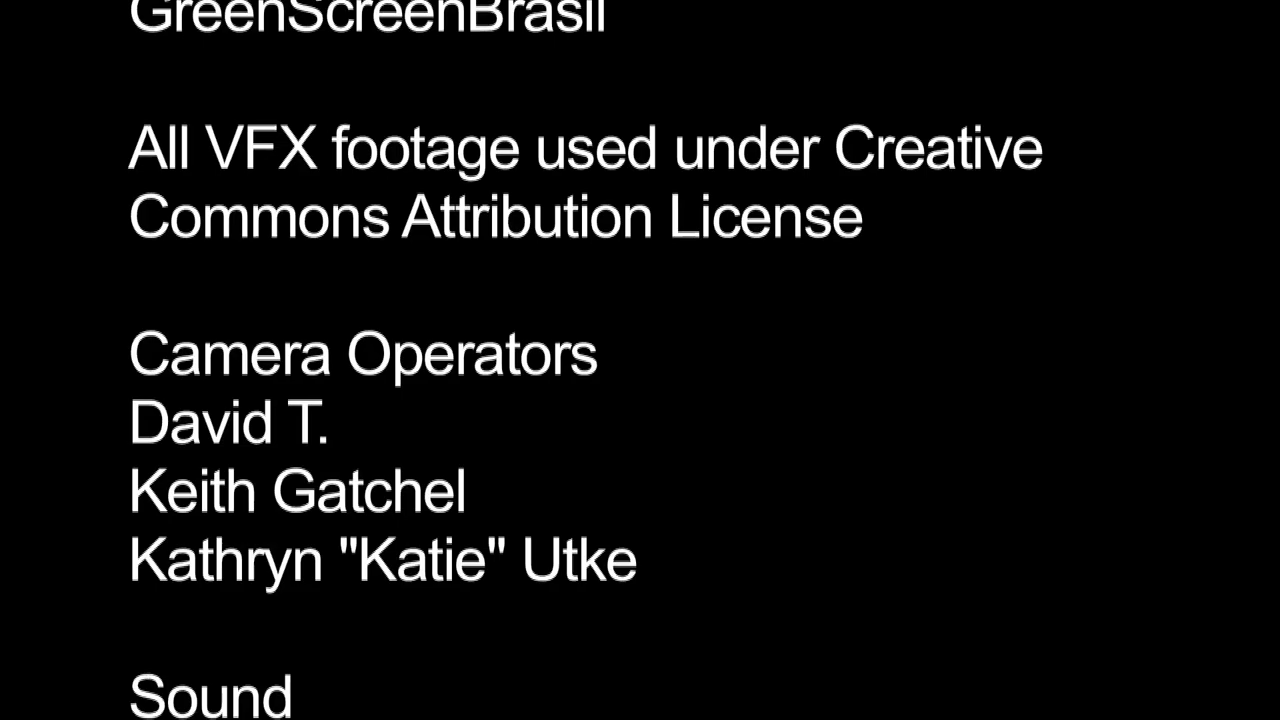 GreenScreenBrasil
All VFX footage used under Creative
Commons Attribution License
Camera Operators
David T.
Keith Gatchel
Kathryn "Katie" Utke
Sound